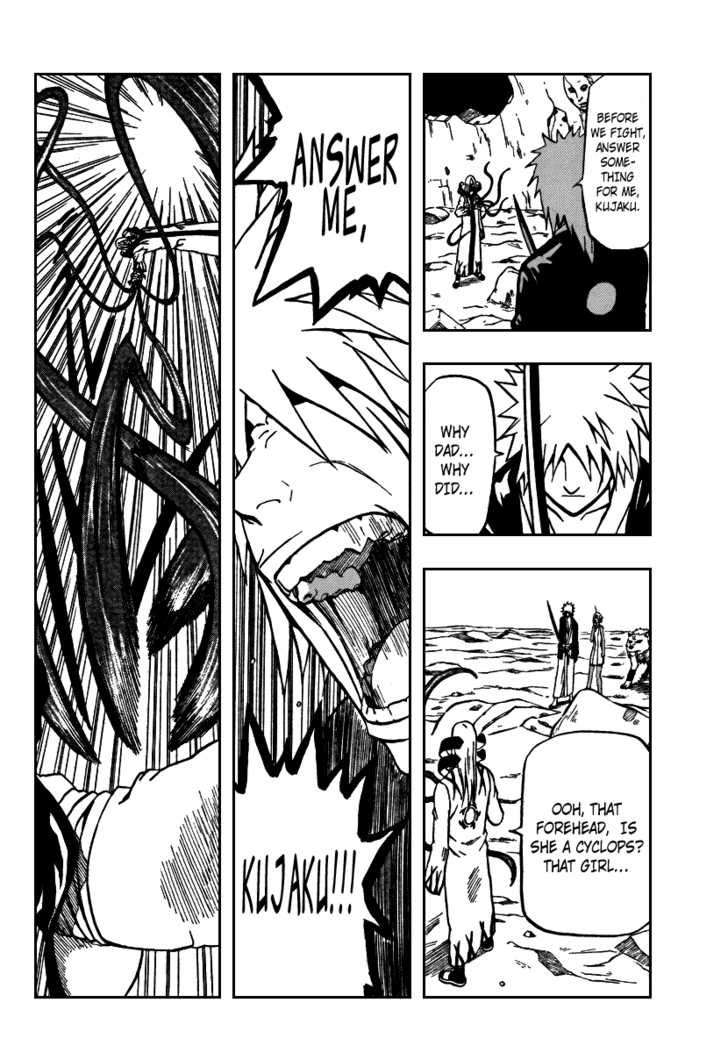 BEFORE
WE FIGHT,
ANSWER
SOME-
THING
FOR ME,
KUJAKU.
WHY
DAD...
WHY
DID...
OOH, THAT
FOREHEAD, IS
SHE A CYCLOPS?
THAT GIRL...
ANSWER
ME,
KUJAKU!!!